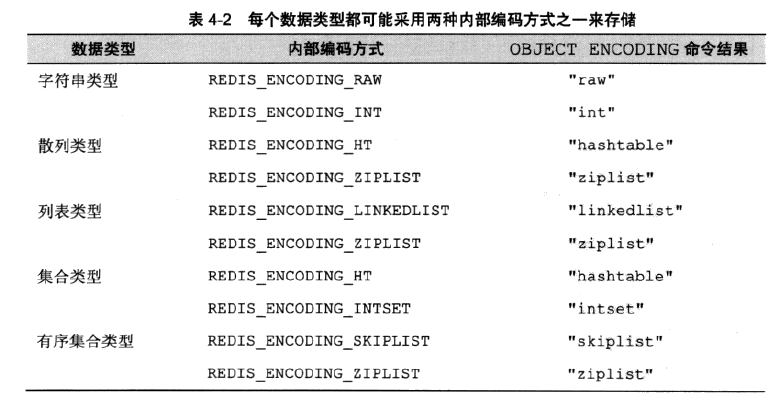 表 4-2 每个数据类型都可能采用两种内部编码方式之一来存储
数据类型 内部编码方式 OBJECT ENCODING 命令结果
字符串类型 REDIS_ENCODING_RAW "raw"
REDIS_ENCODING_INT "int"
散列类型 REDIS_ENCODING_HT "hashtable"
REDIS_ENCODING_ZIPLIST "ziplist"
列表类型 REDIS_ENCODING_LINKEDLIST "linkedlist"
REDIS_ENCODING_ZIPLIST "ziplist"
集合类型 REDIS_ENCODING_HT "hashtable"
REDIS_ENCODING_INTSET "intset"
有序集合类型 REDIS_ENCODING_SKIPLIST "skiplist"
REDIS_ENCODING_ZIPLIST "ziplist"